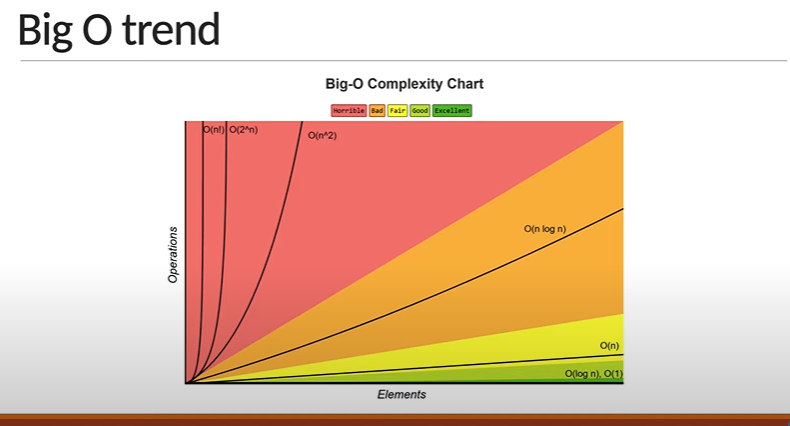 Big O trend
Big-O Complexity Chart
Horrible Bad Fair Good Excellent
O(n!) O(2^n) O(n^2)
O(n log n)
O(n)
O(log n), O(1)
Operations
Elements